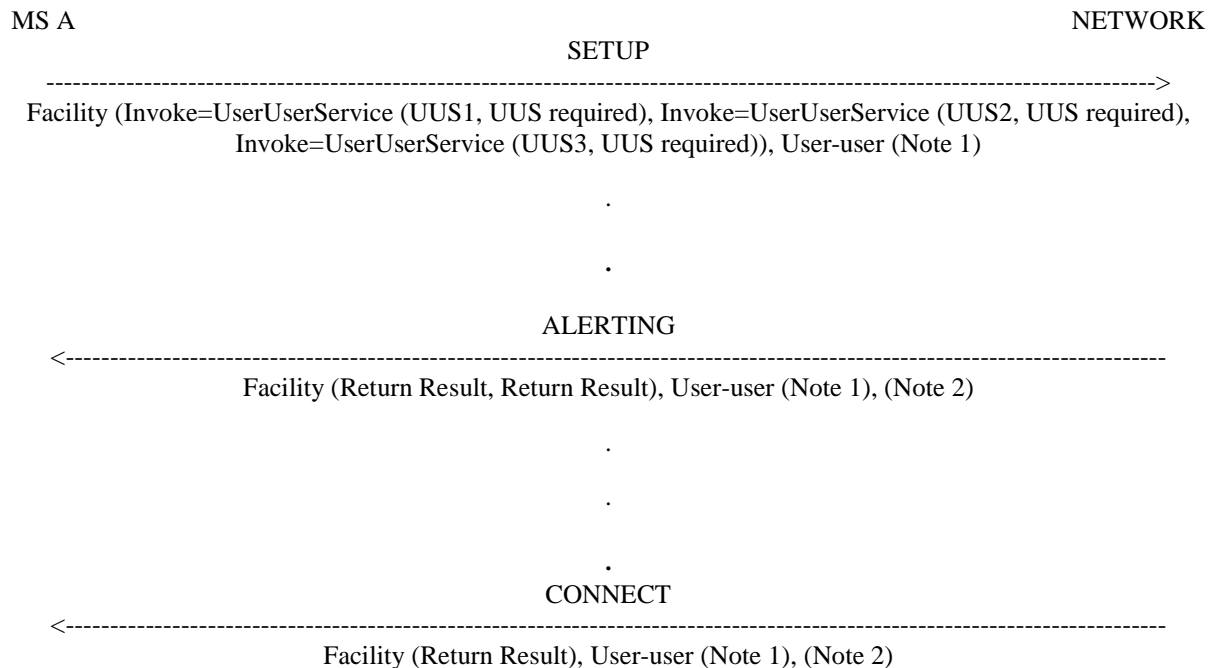 MS A NETWORK
SETUP
------------------------------------------------------------------------------------------------------------------------------>
Facility (Invoke=UserUserService (UUS1, UUS required), Invoke=UserUserService (UUS2, UUS required),
Invoke=UserUserService (UUS3, UUS required)), User-user (Note 1)
.
.
ALERTING
<-----------------------------------------------------------------------------------------------------------------------------
Facility (Return Result, Return Result), User-user (Note 1), (Note 2)
.
.
.
CONNECT
<-----------------------------------------------------------------------------------------------------------------------------
Facility (Return Result), User-user (Note 1), (Note 2)